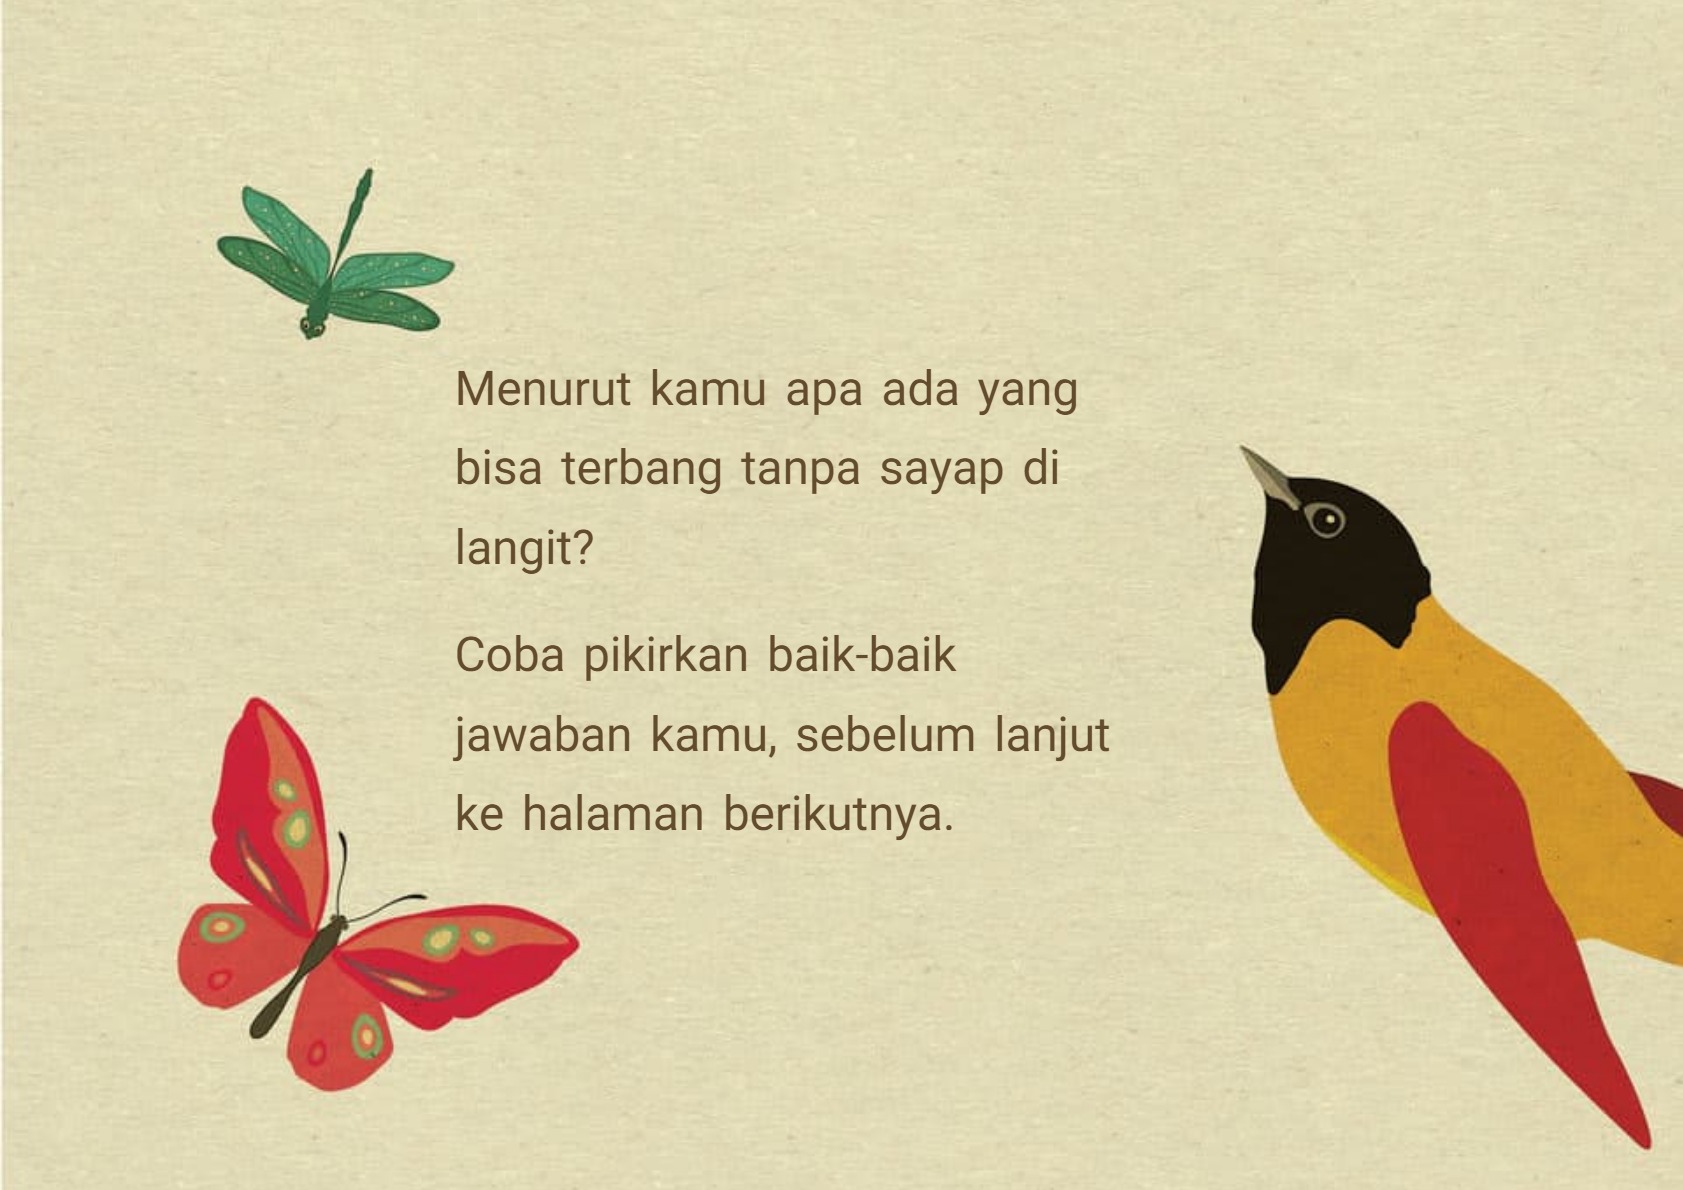 Menurut kamu apa ada yang
bisa terbang tanpa sayap di
langit?
Coba pikirkan baik-baik
jawaban kamu, sebelum lanjut
ke halaman berikutnya.